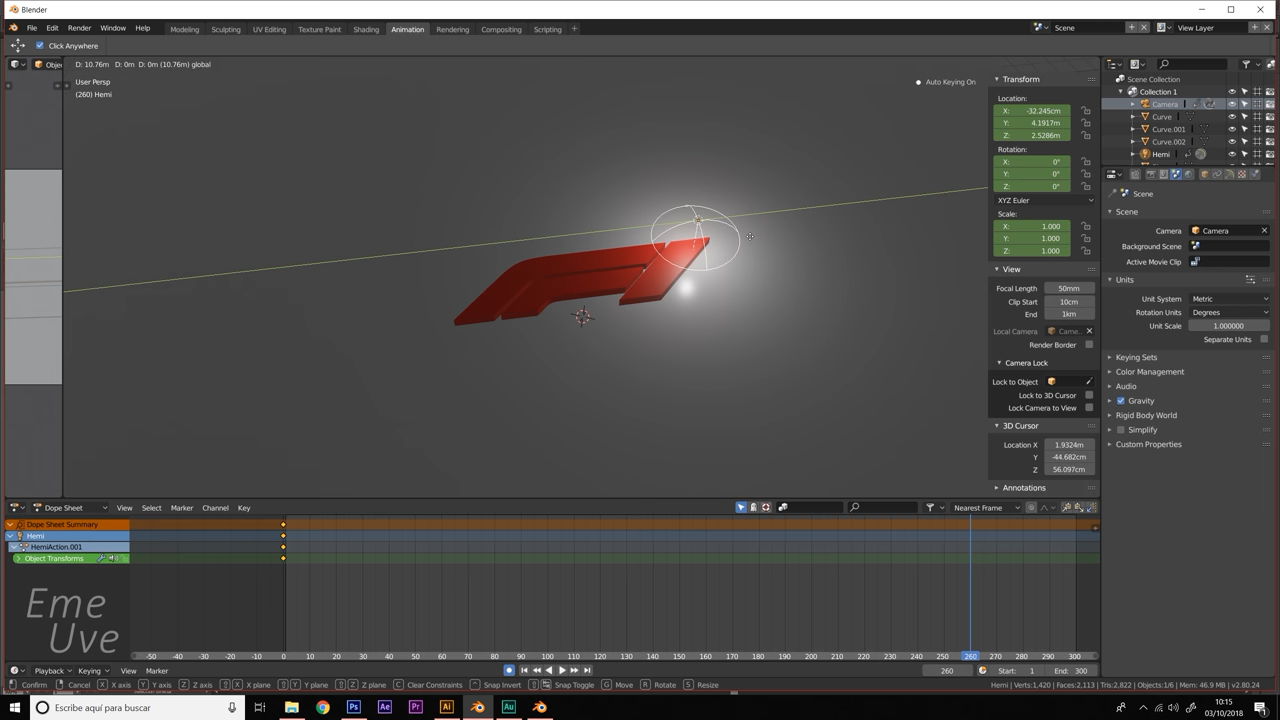 Blender
File Edit Render Window Help Modeling Sculpting UV Editing Texture Paint Shading Animation Rendering Compositing Scripting + Scene View Layer
Click Anywhere
Objec D: 10.76m D: 0m D: 0m (10.76m) global
User Persp
(260) Hemi
Auto Keying On
Transform
Location:
X: -32.245cm
Y: 4.1917m
Z: 2.5286m
Rotation:
X: 0°
Y: 0°
Z: 0°
XYZ Euler
Scale:
X: 1.000
Y: 1.000
Z: 1.000
View
Focal Length 50mm
Clip Start 10cm
End 1km
Local Camera Came..
Render Border
Camera Lock
Lock to Object
Lock to 3D Cursor
Lock Camera to View
3D Cursor
Location X 1.9324m
Y -44.682cm
Z 56.097cm
Annotations
Scene Collection
Collection 1
Camera
Curve
Curve.001
Curve.002
Hemi
Scene
Scene
Camera Camera
Background Scene
Active Movie Clip
Units
Unit System Metric
Rotation Units Degrees
Unit Scale 1.000000
Separate Units
Keying Sets
Color Management
Audio
Gravity
Rigid Body World
Simplify
Custom Properties
Dope Sheet View Select Marker Channel Key Nearest Frame
Dope Sheet Summary
Hemi
HemiAction.001
Object Transforms
Eme
Uve
-50 -40 -30 -20 -10 0 10 20 30 40 50 60 70 80 90 100 110 120 130 140 150 160 170 180 190 200 210 220 230 240 250 260 270 280 290 300
Playback Keying View Marker 260 Start: 1 End: 300
Confirm Cancel X X axis Y Y axis Z Z axis X X plane Y Y plane Z Z plane C Clear Constraints Snap Invert Snap Toggle G Move R Rotate S Resize Hemi | Verts:1,420 | Faces:2,113 | Tris:2,822 | Objects:1/6 | Mem: 46.9 MB | v2.80.24
Escribe aquí para buscar
Ps Ae Pr Ai Au
10:15
03/10/2018